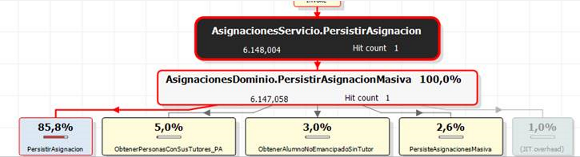 AsignacionesServicio.PersistirAsignacion
6.148,004 Hit count 1
AsignacionesDominio.PersistirAsignacionMasiva 100,0%
6.147,058 Hit count 1
85,8%
PersistirAsignacion
5,0%
ObtenerPersonasConSusTutores_PA
3,0%
ObtenerAlumnoNoEmancipadoSinTutor
2,6%
PersisteAsignacionesMasiva
1,0%
(JIT overhead)